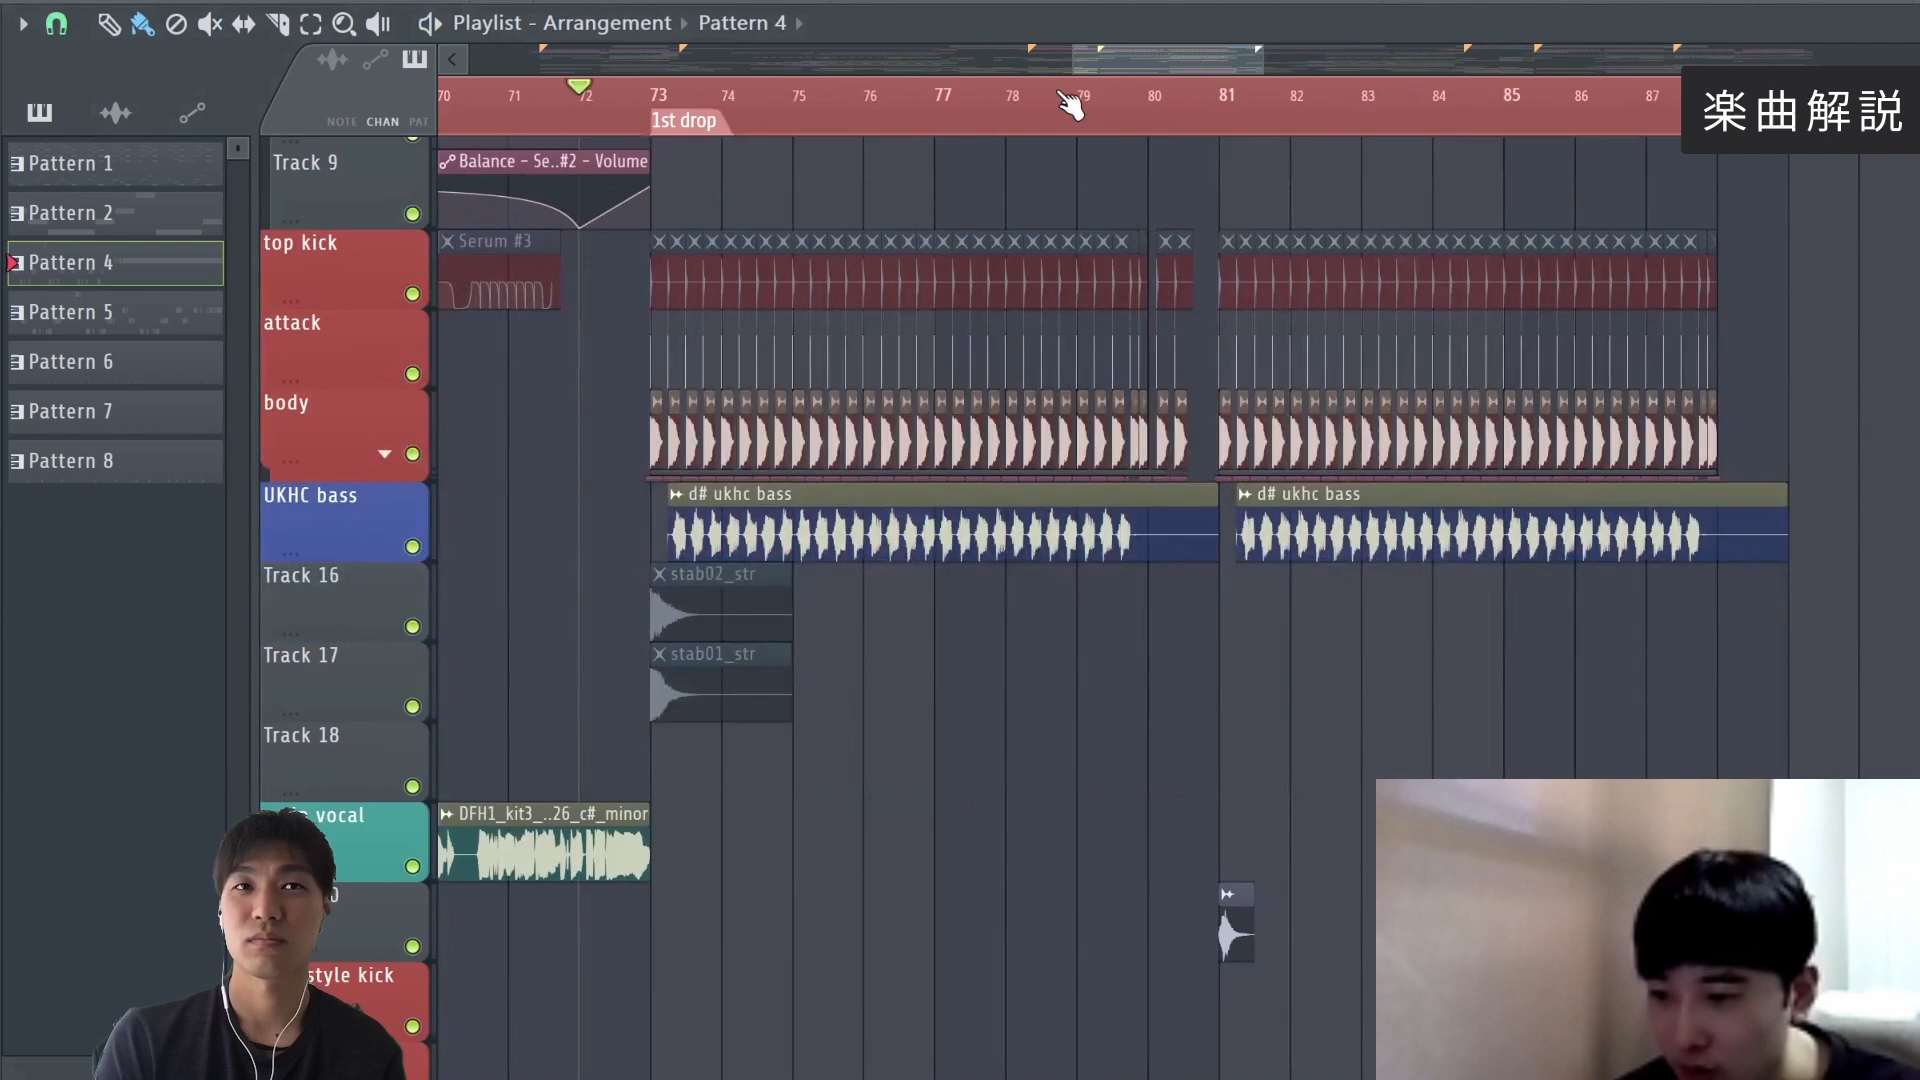 Playlist - Arrangement
Pattern 4
70 71 72 73 74 75 76 77 78 79 80 81 82 83 84 85 86 87
楽曲解説
NOTE CHAN PAT
1st drop
Pattern 1
Pattern 2
Pattern 4
Pattern 5
Pattern 6
Pattern 7
Pattern 8
Track 9
Balance - Se..#2 - Volume
top kick
Serum #3
attack
body
UKHC bass
d# ukhc bass
d# ukhc bass
Track 16
stab02_str
Track 17
stab01_str
Track 18
vocal
DFH1_kit3_..26_c#_minor
style kick